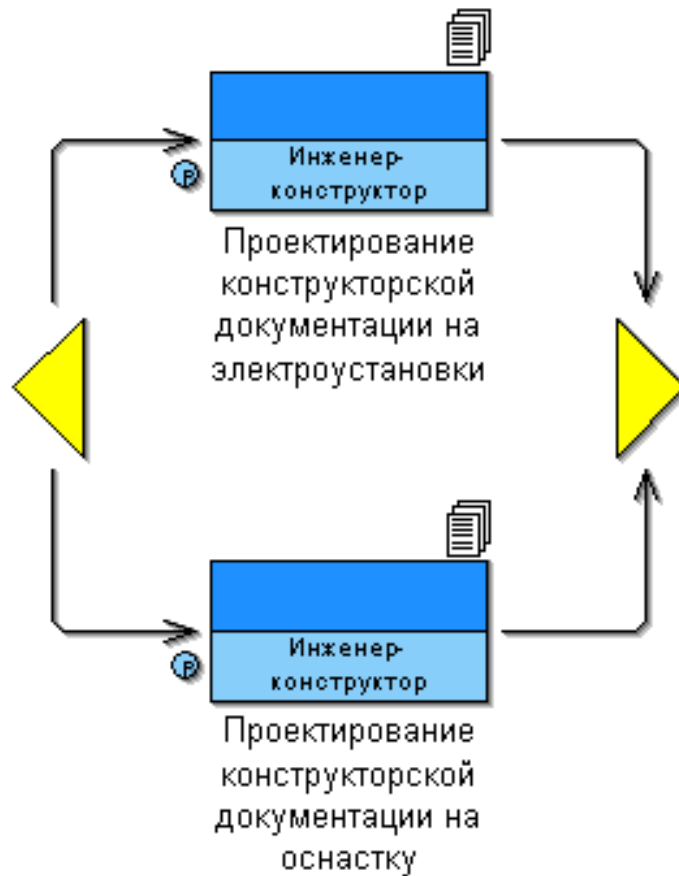 Инженер-
конструктор
P
Проектирование
конструкторской
документации на
электроустановки
Инженер-
конструктор
P
Проектирование
конструкторской
документации на
оснастку